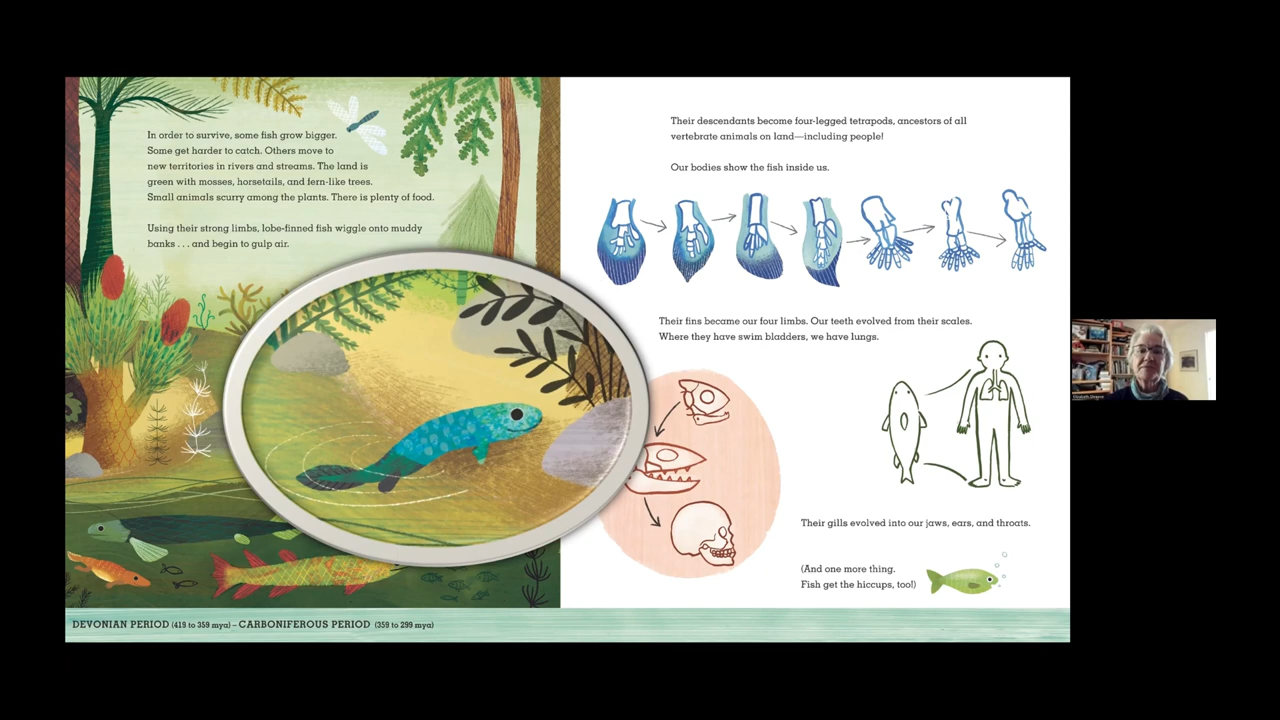 In order to survive, some fish grow bigger.
Some get harder to catch. Others move to
new territories in rivers and streams. The land is
green with mosses, horsetails, and fern-like trees.
Small animals scurry among the plants. There is plenty of food.
Using their strong limbs, lobe-finned fish wiggle onto muddy
banks . . . and begin to gulp air.
Their descendants become four-legged tetrapods, ancestors of all
vertebrate animals on land—including people!
Our bodies show the fish inside us.
Their fins became our four limbs. Our teeth evolved from their scales.
Where they have swim bladders, we have lungs.
Their gills evolved into our jaws, ears, and throats.
(And one more thing.
Fish get the hiccups, too!)
DEVONIAN PERIOD (419 to 359 mya) – CARBONIFEROUS PERIOD (359 to 299 mya)
Elizabeth